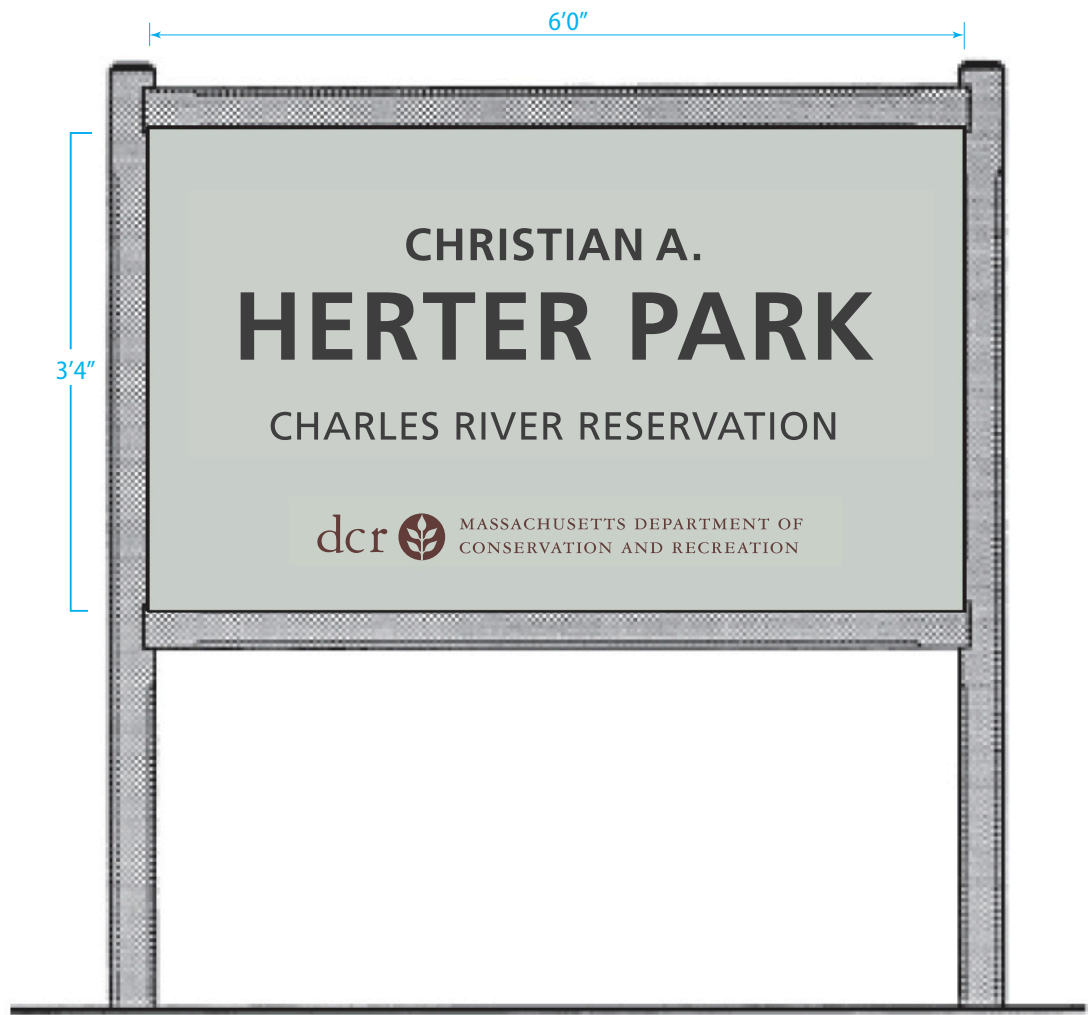 6’0”
3’4”
CHRISTIAN A.
HERTER PARK
CHARLES RIVER RESERVATION
dcr
MASSACHUSETTS DEPARTMENT OF
CONSERVATION AND RECREATION